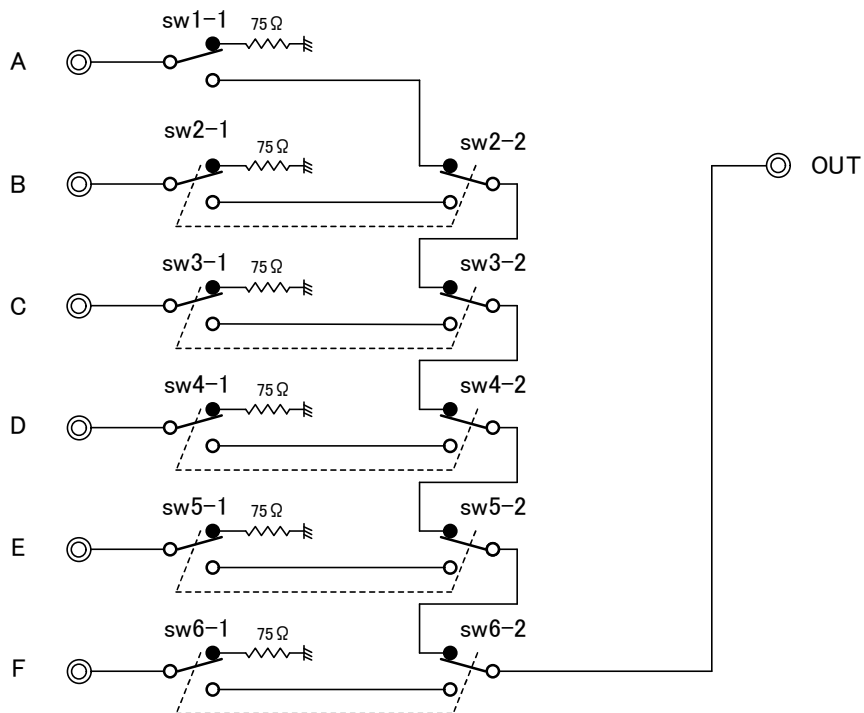 sw1-1 75Ω
A
sw2-1 75Ω sw2-2
B OUT
sw3-1 75Ω sw3-2
C
sw4-1 75Ω sw4-2
D
sw5-1 75Ω sw5-2
E
sw6-1 75Ω sw6-2
F